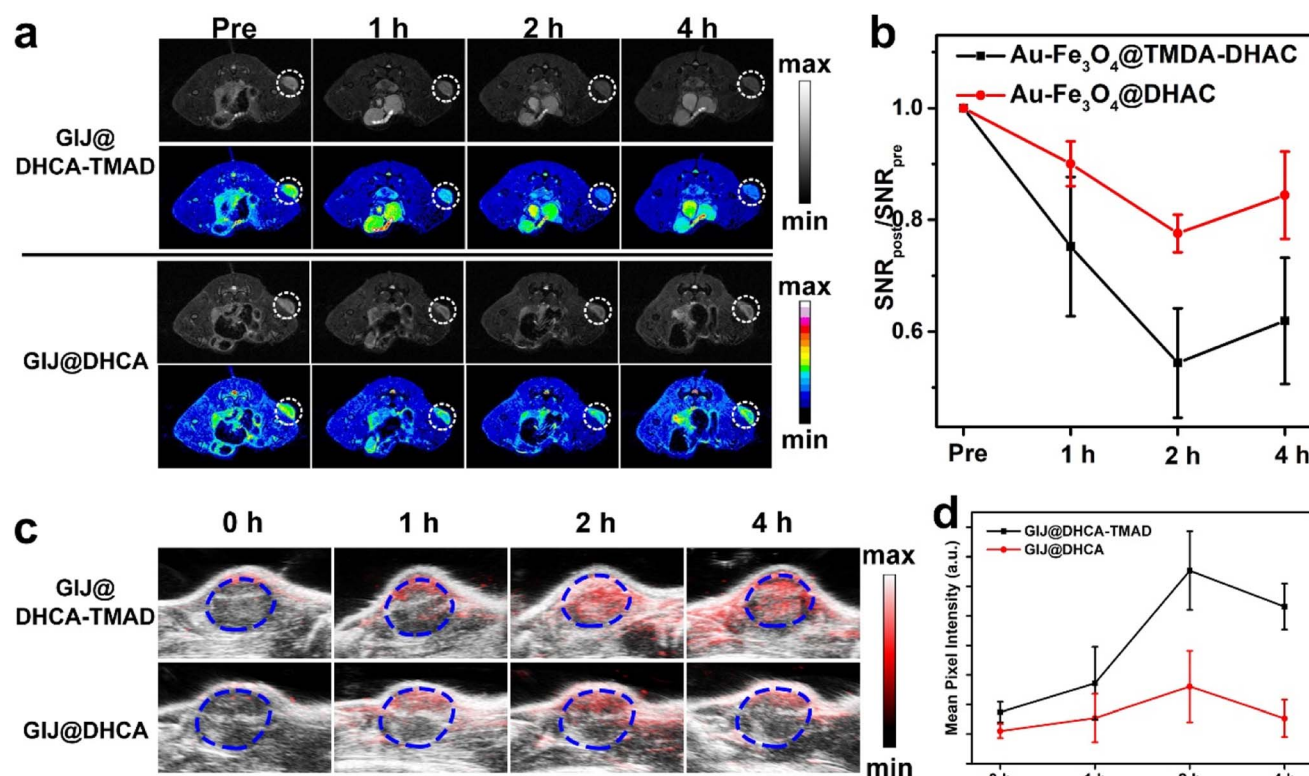 a
Pre
1 h
2 h
4 h
GIJ@
DHCA-TMAD
max
min
GIJ@DHCA
max
min
b
Au-Fe3O4@TMDA-DHAC
Au-Fe3O4@DHAC
SNRpost/SNRpre
1.0
0.8
0.6
Pre
1 h
2 h
4 h
c
0 h
1 h
2 h
4 h
GIJ@
DHCA-TMAD
GIJ@DHCA
max
min
d
GIJ@DHCA-TMAD
GIJ@DHCA
Mean Pixel Intensity (a.u.)